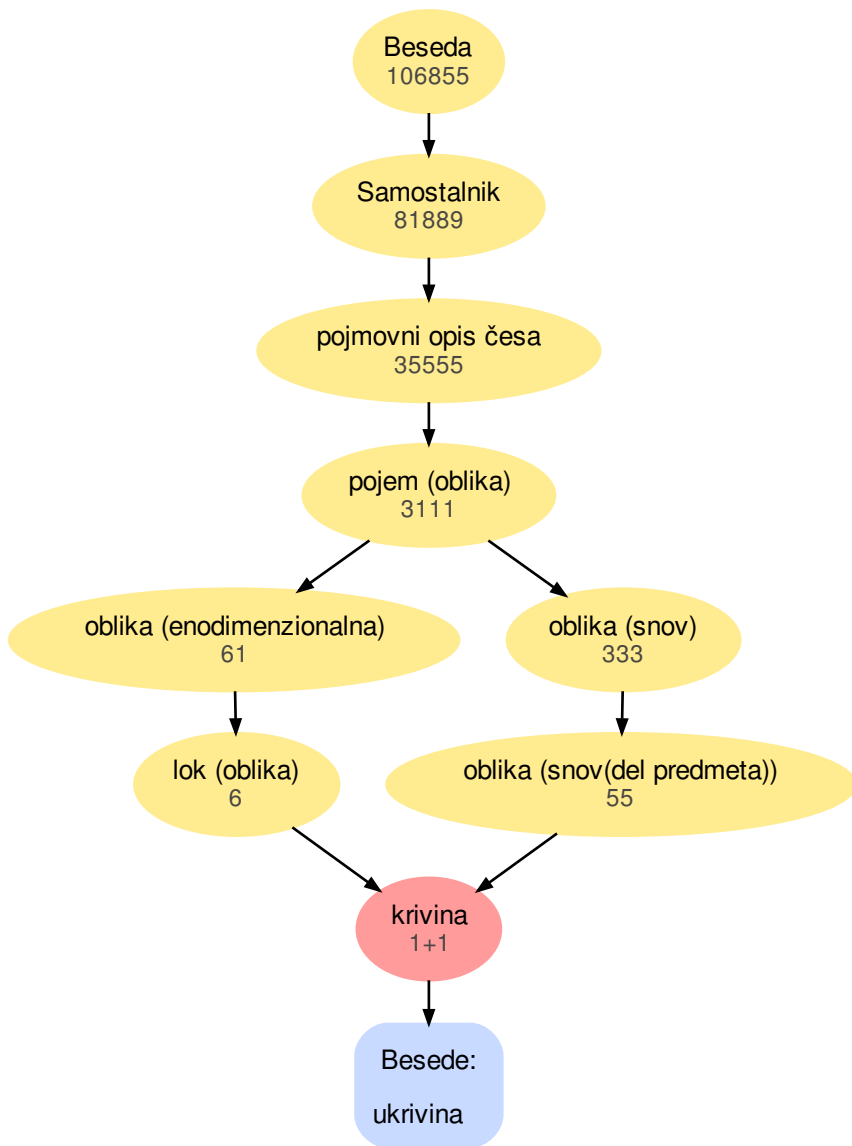 Beseda
106855
Samostalnik
81889
pojmovni opis česa
35555
pojem (oblika)
3111
oblika (enodimenzionalna)
61
oblika (snov)
333
lok (oblika)
6
oblika (snov(del predmeta))
55
krivina
1+1
Besede:
ukrivina